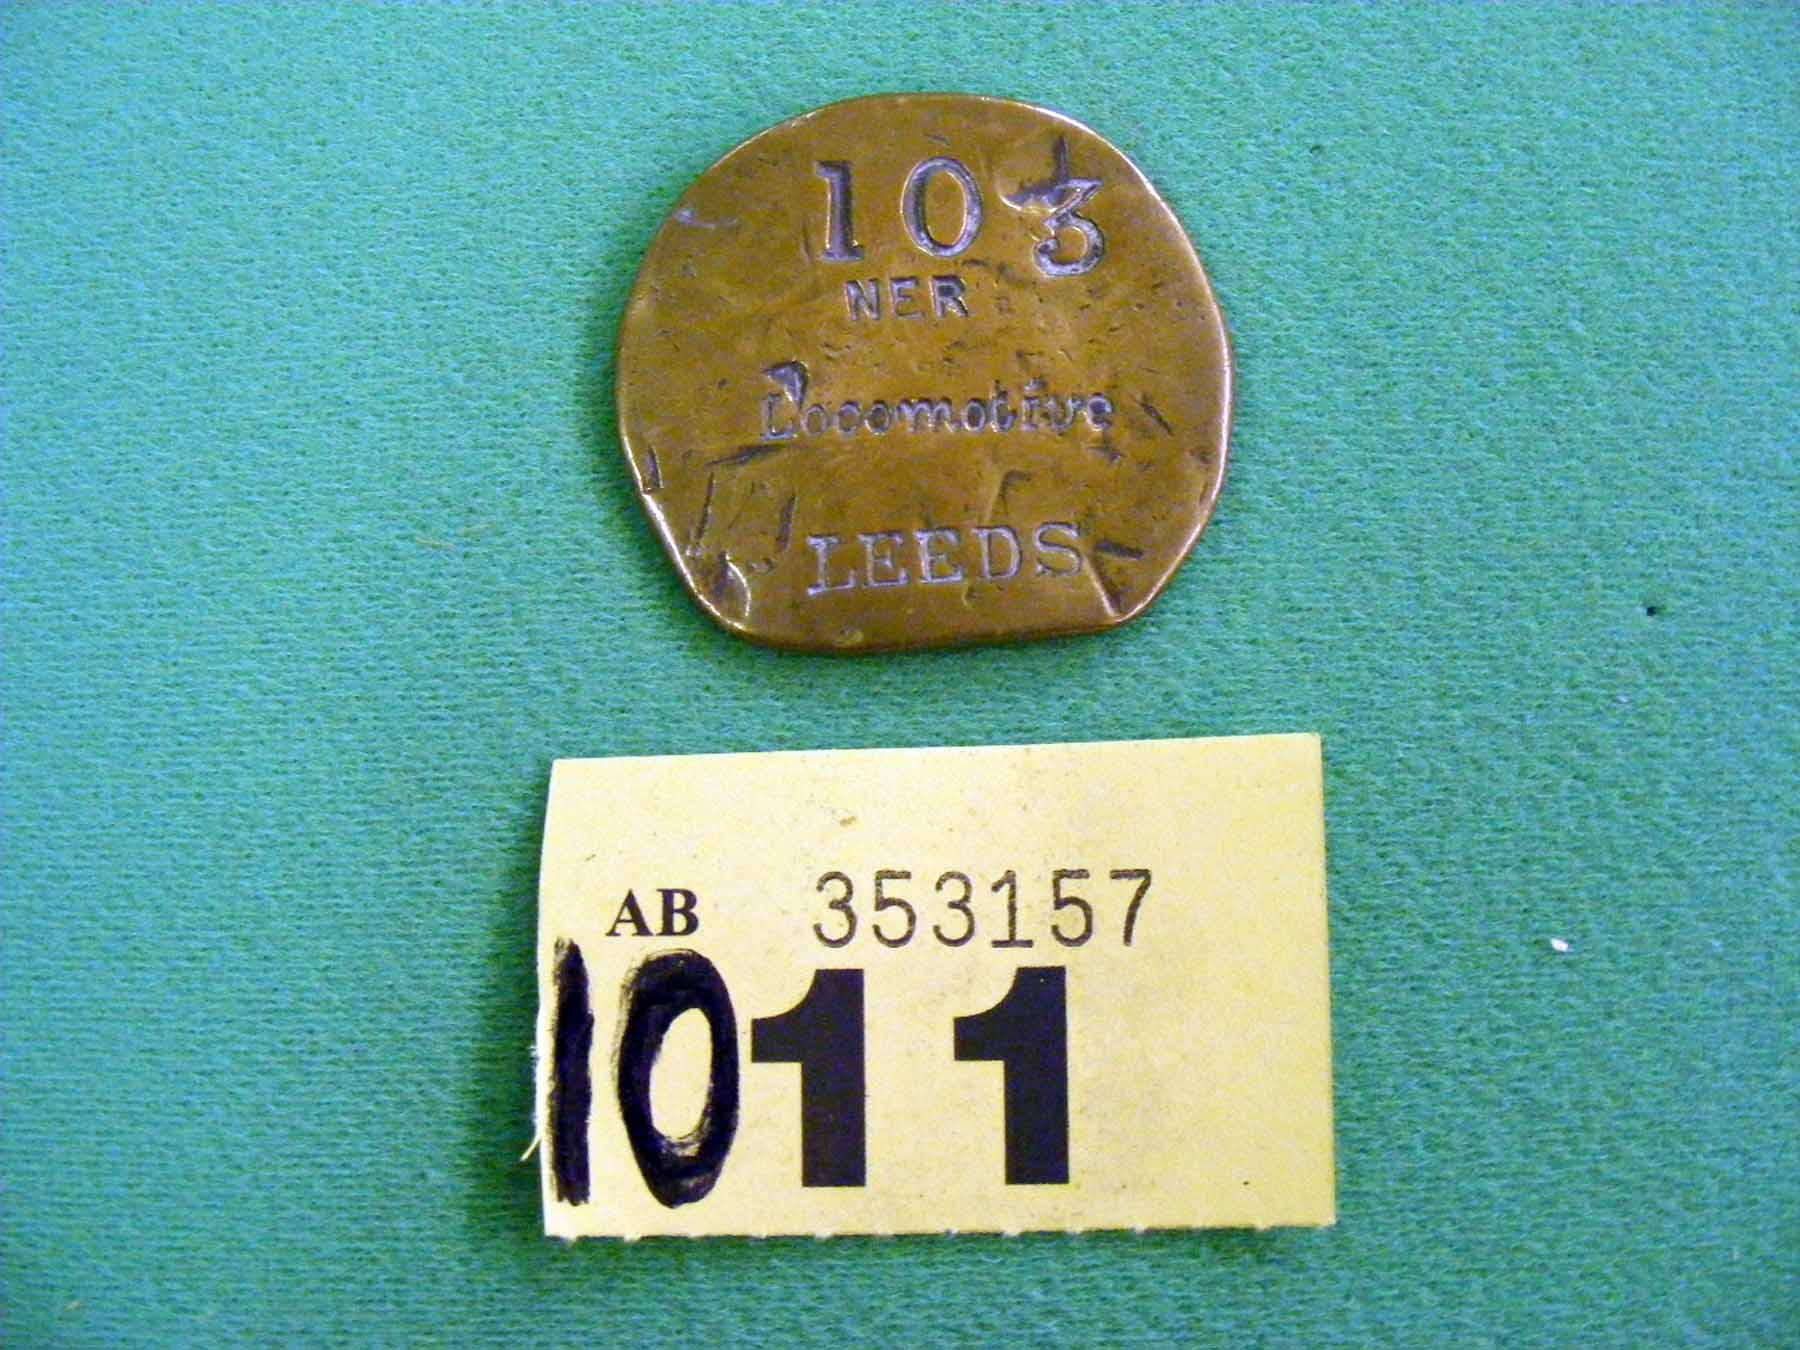 103
NER
Locomotive
LEEDS
AB 353157
1011